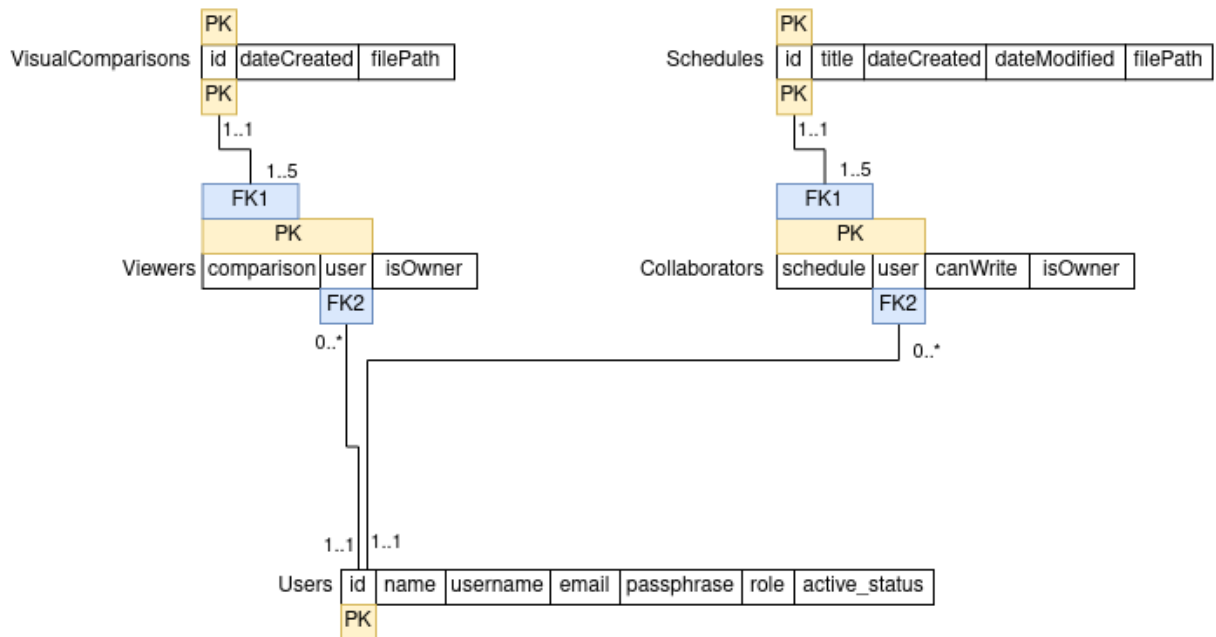 PK
PK
VisualComparisons id dateCreated filePath
Schedules id title dateCreated dateModified filePath
PK
PK
1..1
1..1
1..5
1..5
FK1
FK1
PK
PK
Viewers comparison user isOwner
Collaborators schedule user canWrite isOwner
FK2
FK2
0..*
0..*
1..1
1..1
Users id name username email passphrase role active_status
PK